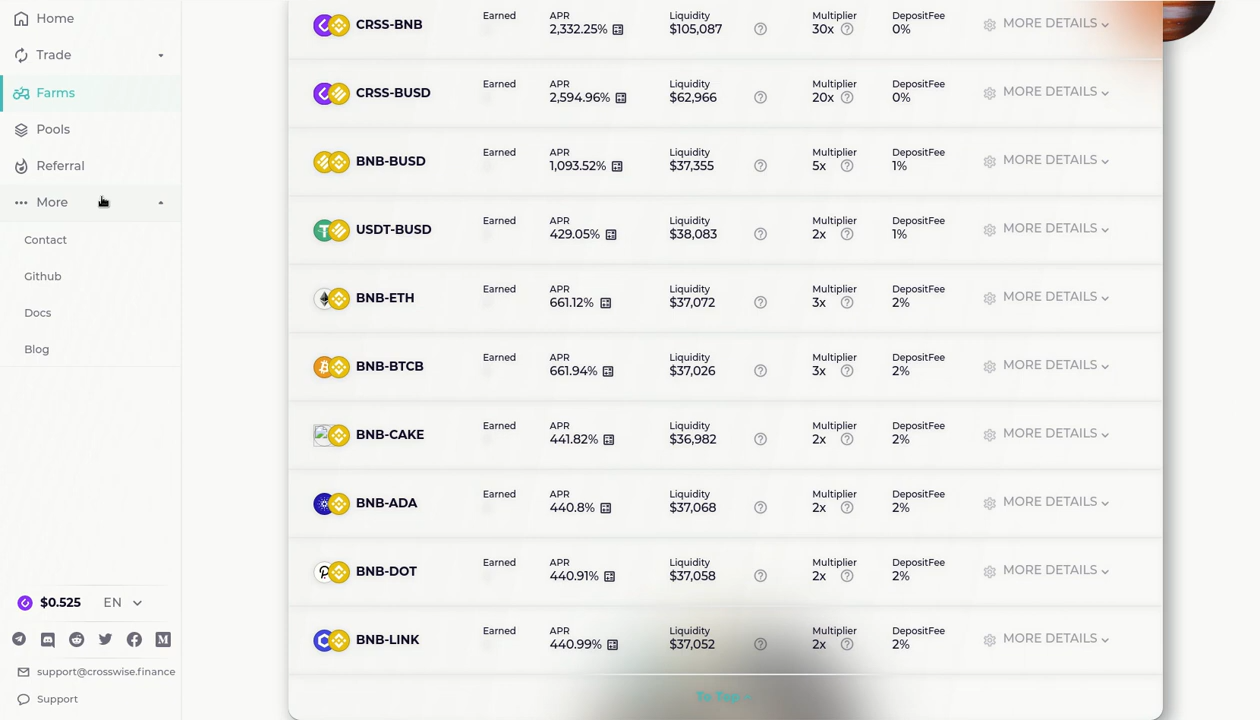 Home
Trade
Farms
Pools
Referral
More
Contact
Github
Docs
Blog
$0.525 EN
support@crosswise.finance
Support
CRSS-BNB Earned APR 2,332.25% Liquidity $105,087 Multiplier 30x DepositFee 0% MORE DETAILS
CRSS-BUSD Earned APR 2,594.96% Liquidity $62,966 Multiplier 20x DepositFee 0% MORE DETAILS
BNB-BUSD Earned APR 1,093.52% Liquidity $37,355 Multiplier 5x DepositFee 1% MORE DETAILS
USDT-BUSD Earned APR 429.05% Liquidity $38,083 Multiplier 2x DepositFee 1% MORE DETAILS
BNB-ETH Earned APR 661.12% Liquidity $37,072 Multiplier 3x DepositFee 2% MORE DETAILS
BNB-BTCB Earned APR 661.94% Liquidity $37,026 Multiplier 3x DepositFee 2% MORE DETAILS
BNB-CAKE Earned APR 441.82% Liquidity $36,982 Multiplier 2x DepositFee 2% MORE DETAILS
BNB-ADA Earned APR 440.8% Liquidity $37,068 Multiplier 2x DepositFee 2% MORE DETAILS
BNB-DOT Earned APR 440.91% Liquidity $37,058 Multiplier 2x DepositFee 2% MORE DETAILS
BNB-LINK Earned APR 440.99% Liquidity $37,052 Multiplier 2x DepositFee 2% MORE DETAILS
To Top